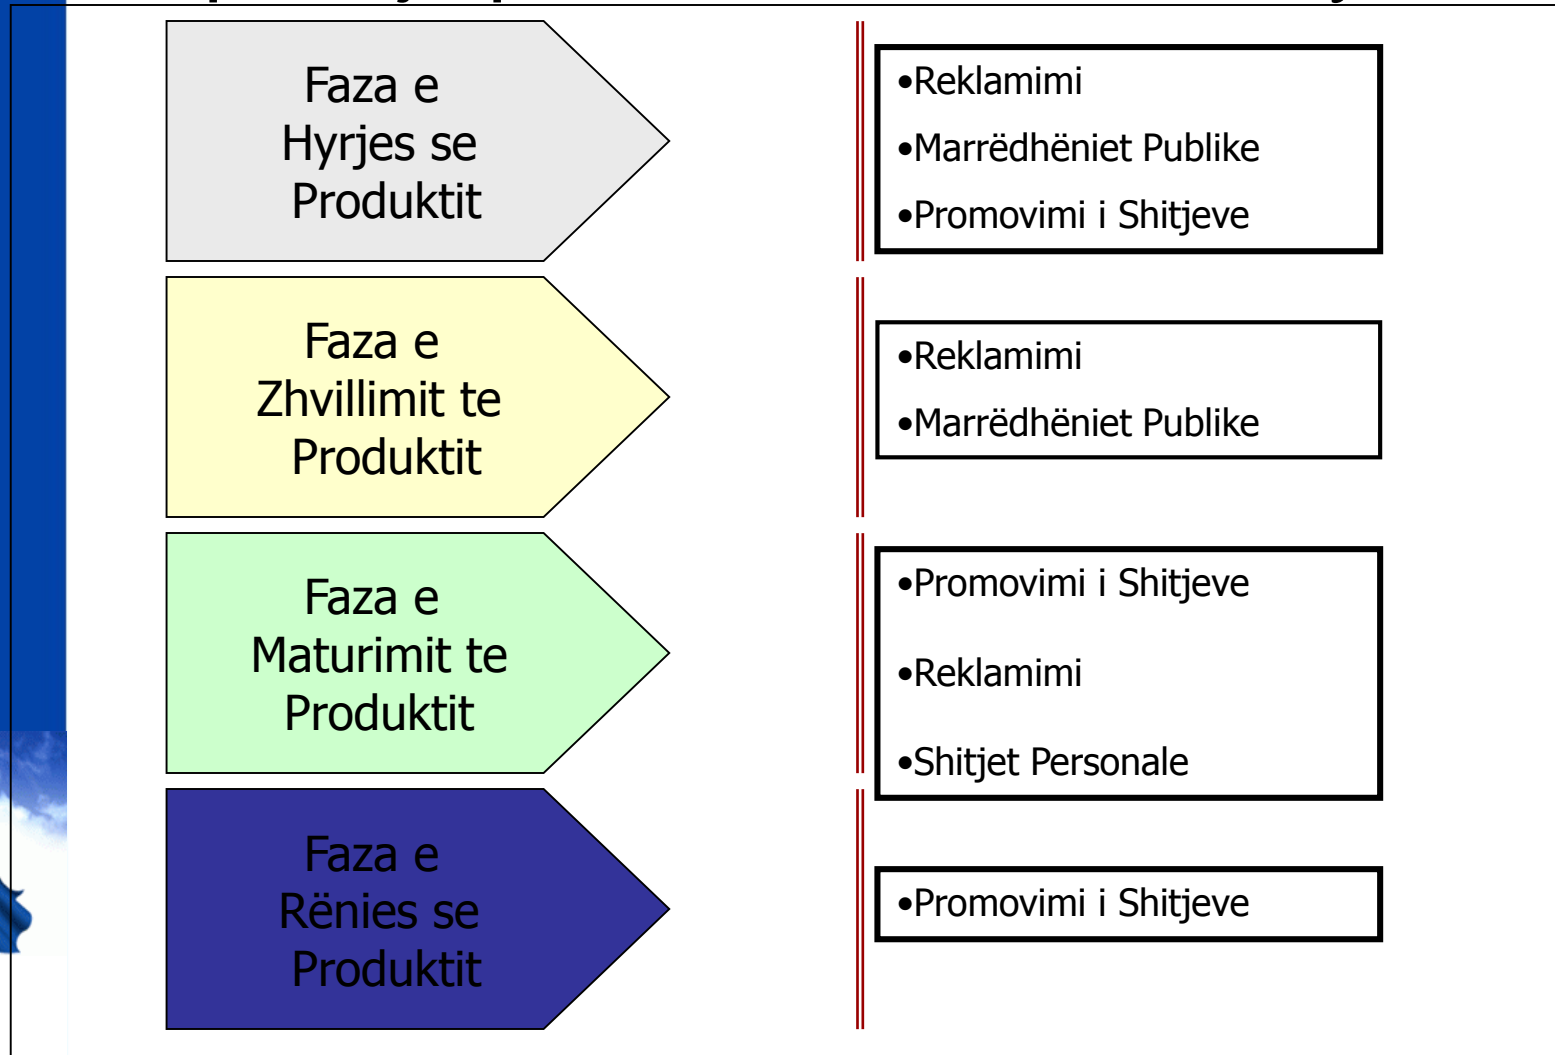 Faza e
Hyrjes se
Produktit
•Reklamimi
•Marrëdhëniet Publike
•Promovimi i Shitjeve
Faza e
Zhvillimit te
Produktit
•Reklamimi
•Marrëdhëniet Publike
Faza e
Maturimit te
Produktit
•Promovimi i Shitjeve
•Reklamimi
•Shitjet Personale
Faza e
Rënies se
Produktit
•Promovimi i Shitjeve